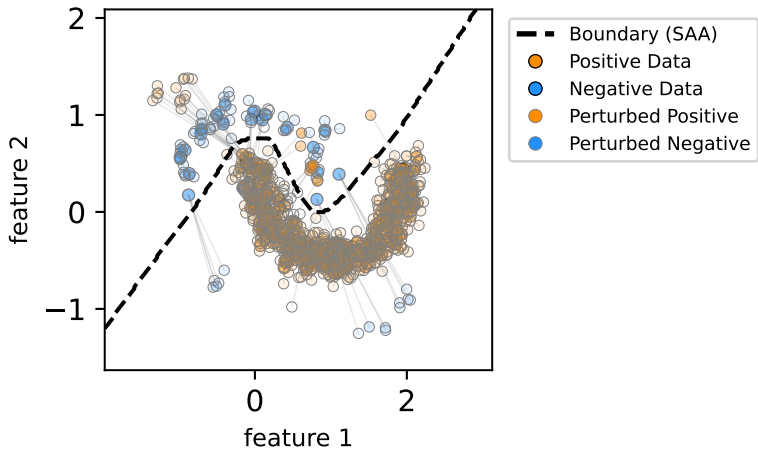 2
1
0
−1
feature 2
0
2
feature 1
Boundary (SAA)
Positive Data
Negative Data
Perturbed Positive
Perturbed Negative